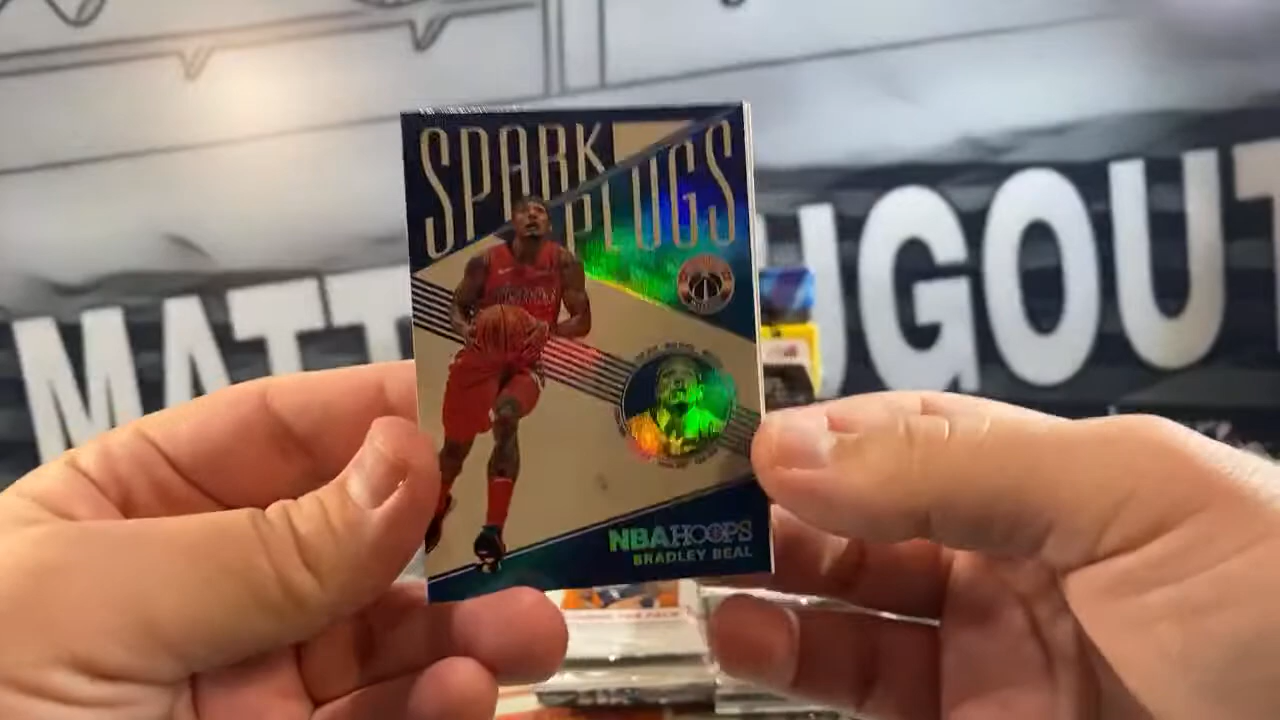 SPARK
PLUGS
NBA HOOPS
BRADLEY BEAL
MATT
UGOUT